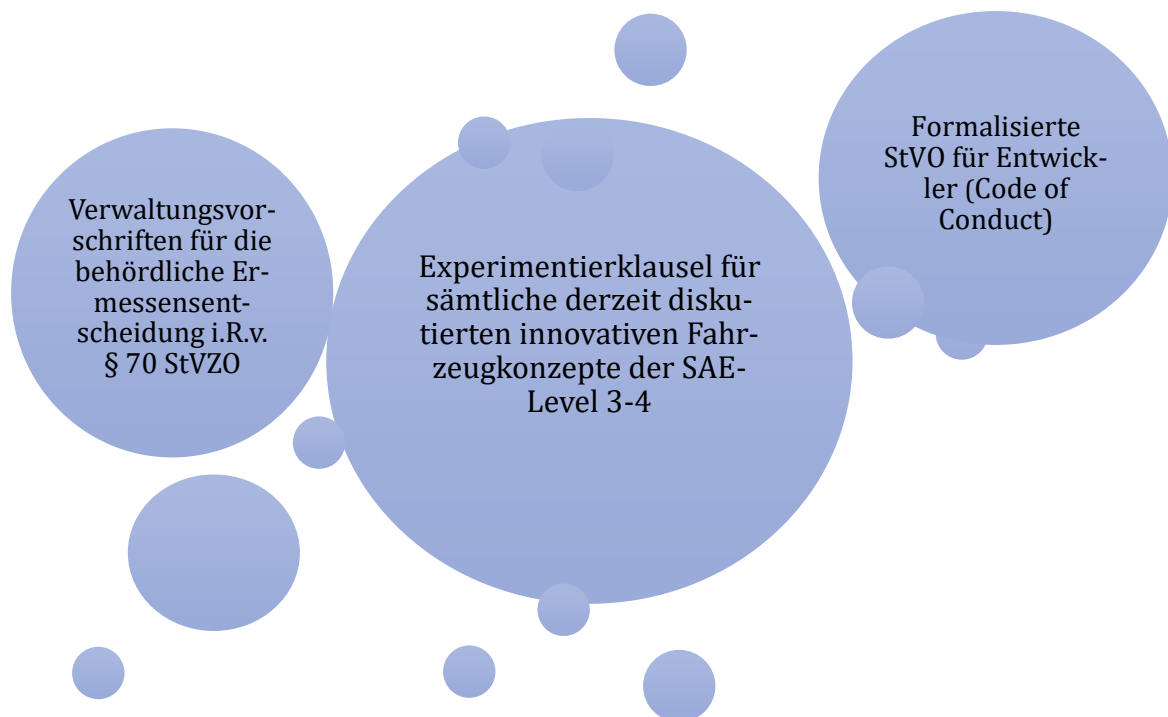 Verwaltungsvor-
schriften für die
behördliche Er-
messensent-
scheidung i.R.v.
§ 70 StVZO
Experimentierklausel für
sämtliche derzeit disku-
tierten innovativen Fahr-
zeugkonzepte der SAE-
Level 3-4
Formalisierte
StVO für Entwick-
ler (Code of
Conduct)